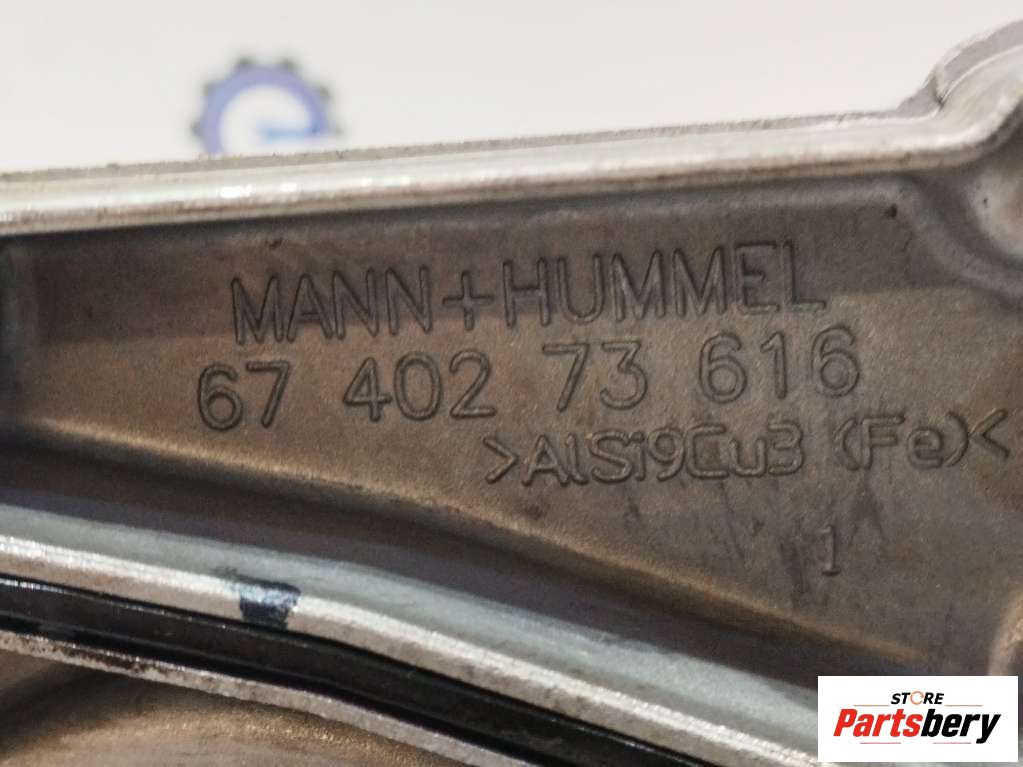 MANN+HUMMEL
67 402 73 616
>AlSi9Cu3 (Fe)<
1
STORE
Partsbery